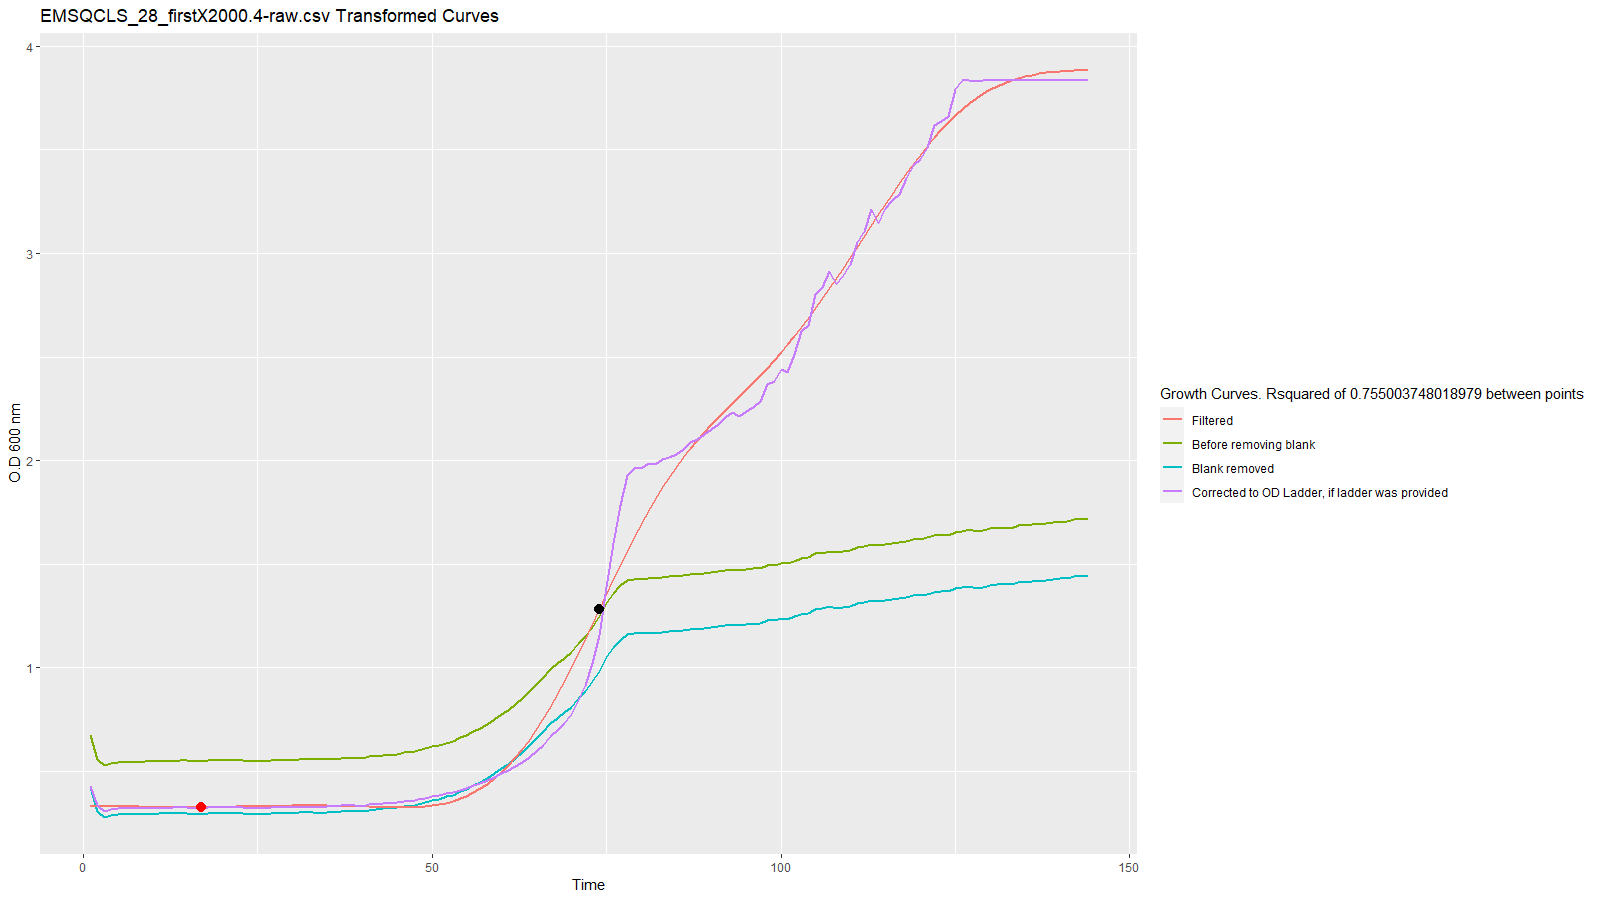 EMSQCLS_28_firstX2000.4-raw.csv Transformed Curves
4
3
2
1
O.D 600 nm
0
50
100
150
Time
Growth Curves. Rsquared of 0.755003748018979 between points
Filtered
Before removing blank
Blank removed
Corrected to OD Ladder, if ladder was provided